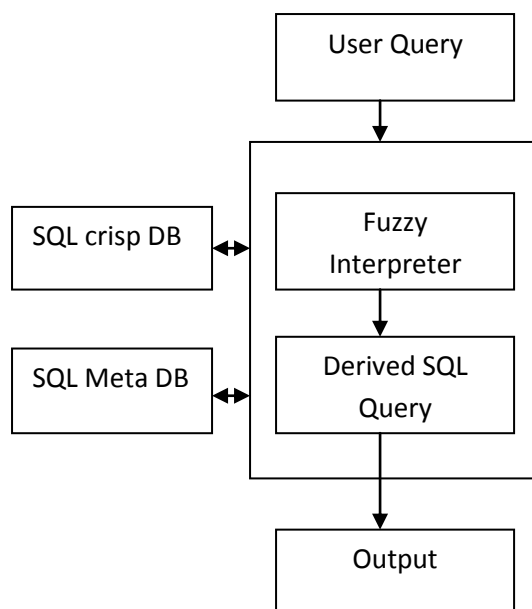 User Query
SQL crisp DB
Fuzzy
Interpreter
SQL Meta DB
Derived SQL
Query
Output